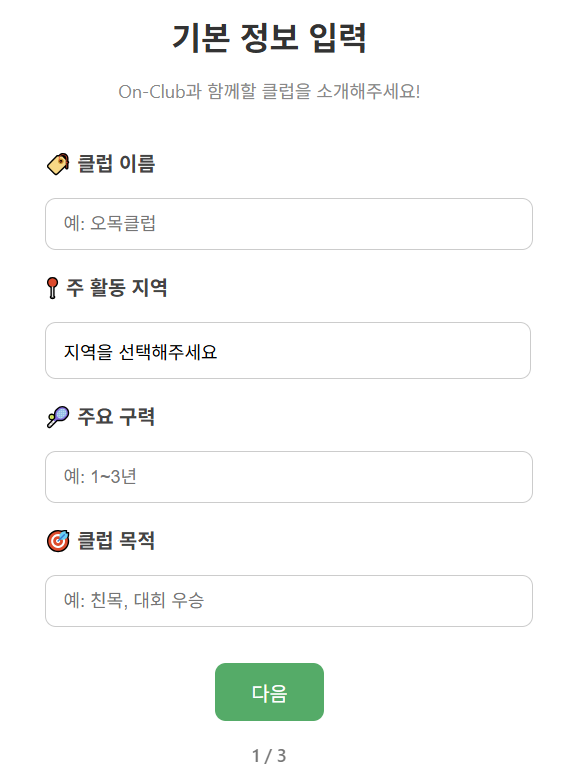 기본 정보 입력
On-Club과 함께할 클럽을 소개해주세요!
클럽 이름
예: 오목클럽
주 활동 지역
지역을 선택해주세요
주요 구력
예: 1~3년
클럽 목적
예: 친목, 대회 우승
다음
1 / 3